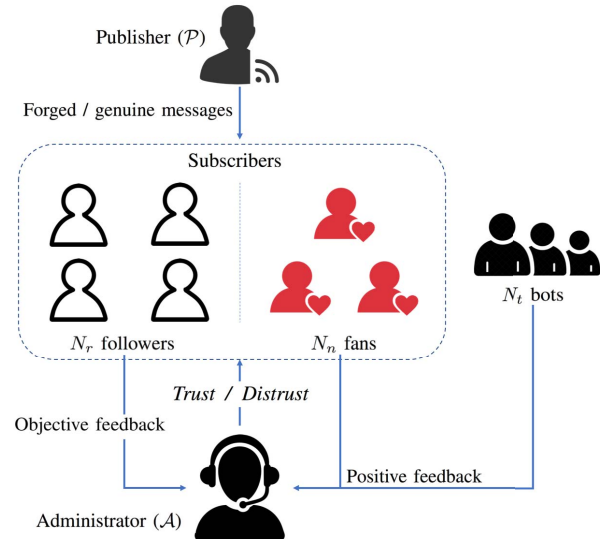 Publisher (𝒫)
Forged / genuine messages
Subscribers
N_r followers
N_n fans
N_t bots
Trust / Distrust
Objective feedback
Positive feedback
Administrator (𝒜)